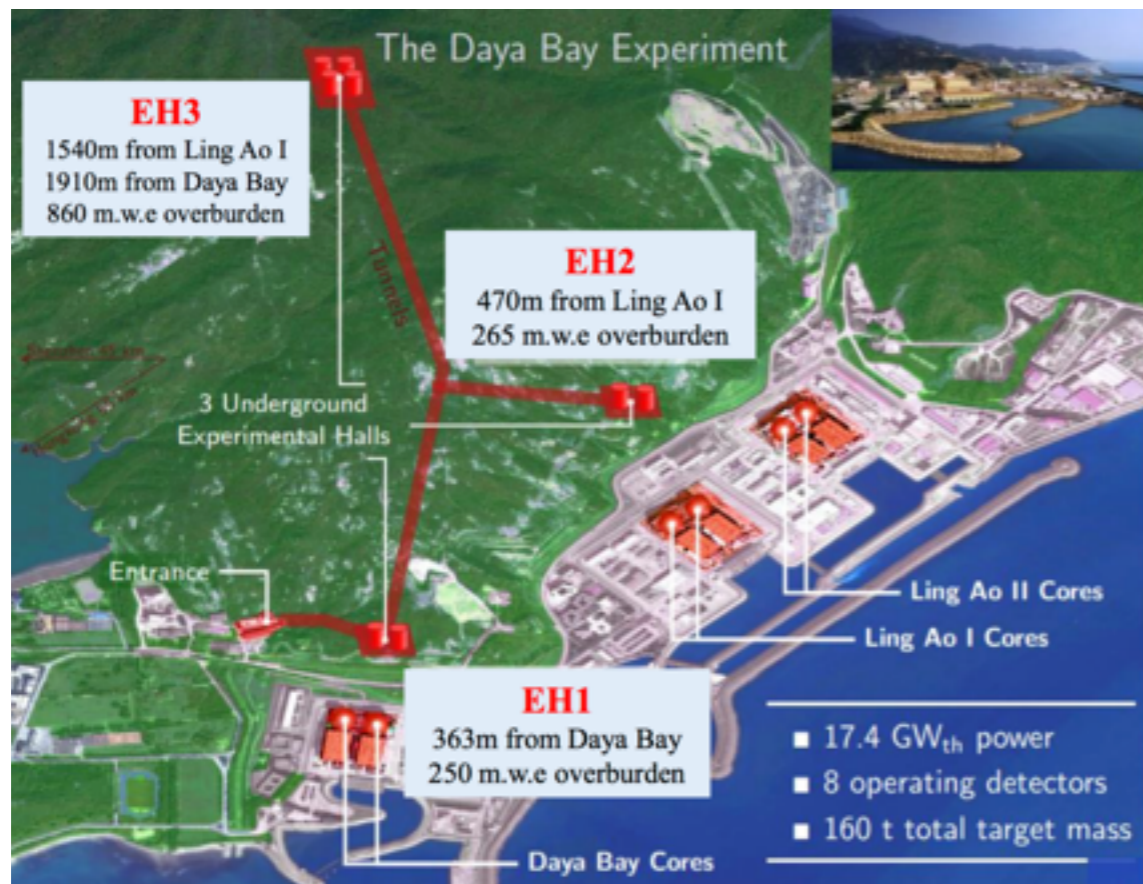 The Daya Bay Experiment
EH3
1540m from Ling Ao I
1910m from Daya Bay
860 m.w.e overburden
Tunnels
EH2
470m from Ling Ao I
265 m.w.e overburden
3 Underground
Experimental Halls
Entrance
Ling Ao II Cores
Ling Ao I Cores
EH1
363m from Daya Bay
250 m.w.e overburden
■ 17.4 GWth power
■ 8 operating detectors
■ 160 t total target mass
Daya Bay Cores